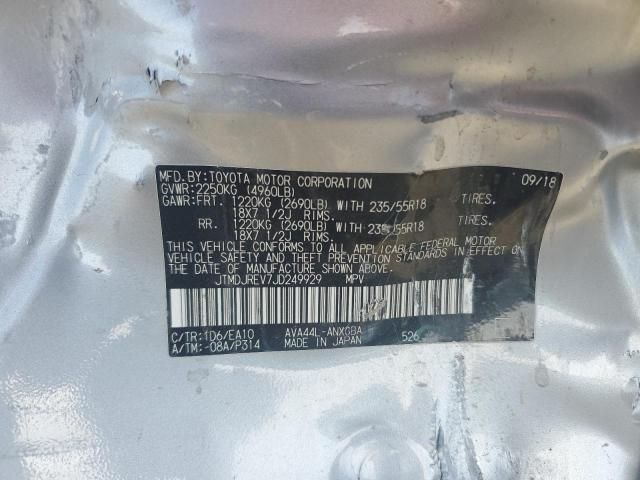 MFD.BY:TOYOTA MOTOR CORPORATION 09/18
GVWR:2250KG (4960LB)
GAWR:FRT. 1220KG (2690LB) WITH 235/55R18 TIRES.
18X7 1/2J RIMS.
RR. 1220KG (2690LB) WITH 235/55R18 TIRES.
18X7 1/2J RIMS.
THIS VEHICLE CONFORMS TO ALL APPLICABLE FEDERAL MOTOR
VEHICLE SAFETY AND THEFT PREVENTION STANDARDS IN EFFECT ON
THE DATE OF MANUFACTURE SHOWN ABOVE.
JTMDJREV7JD249929 MPV
C/TR:1D6/EA10 AVA44L-ANXGBA
A/TM:-08A/P314 MADE IN JAPAN 526